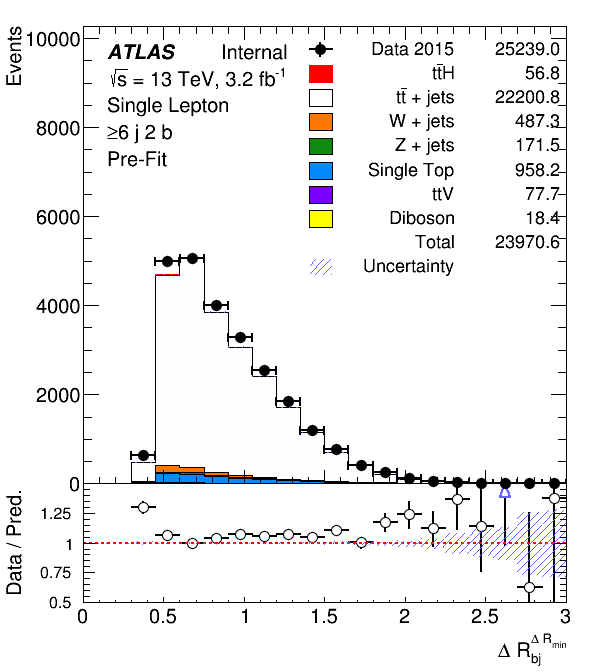 Events
10000
8000
6000
4000
2000
0
ATLAS Internal
√s = 13 TeV, 3.2 fb⁻¹
Single Lepton
≥6 j 2 b
Pre-Fit
Data 2015 25239.0
tt̄H 56.8
tt̄ + jets 22200.8
W + jets 487.3
Z + jets 171.5
Single Top 958.2
ttV 77.7
Diboson 18.4
Total 23970.6
Uncertainty
Data / Pred.
1.25
1
0.75
0.5
0 0.5 1 1.5 2 2.5 3
Δ R_bj^Δ R_min